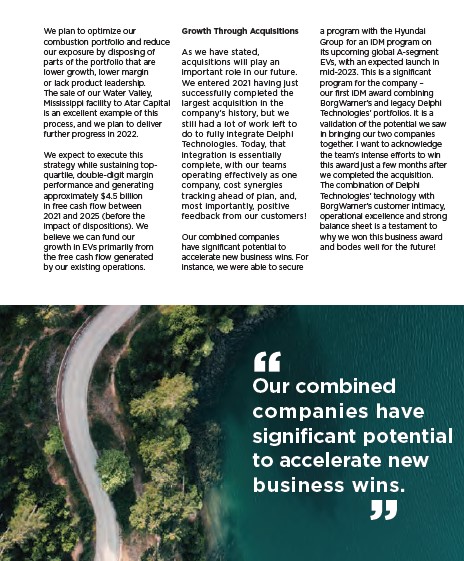 We plan to optimize our
combustion portfolio and reduce
our exposure by disposing of
parts of the portfolio that are
lower growth, lower margin
or lack product leadership.
The sale of our Water Valley,
Mississippi facility to Atar Capital
is an excellent example of this
process, and we plan to deliver
further progress in 2022.
We expect to execute this
strategy while sustaining top-
quartile, double-digit margin
performance and generating
approximately $4.5 billion
in free cash flow between
2021 and 2025 (before the
impact of dispositions). We
believe we can fund our
growth in EVs primarily from
the free cash flow generated
by our existing operations.
Growth Through Acquisitions
As we have stated,
acquisitions will play an
important role in our future.
We entered 2021 having just
successfully completed the
largest acquisition in the
company's history, but we
still had a lot of work left to
do to fully integrate Delphi
Technologies. Today, that
integration is essentially
complete, with our teams
operating effectively as one
company, cost synergies
tracking ahead of plan, and,
most importantly, positive
feedback from our customers!
Our combined companies
have significant potential to
accelerate new business wins. For
instance, we were able to secure
a program with the Hyundai
Group for an iDM program on
its upcoming global A-segment
EVs, with an expected launch in
mid-2023. This is a significant
program for the company –
our first iDM award combining
BorgWarner's and legacy Delphi
Technologies' portfolios. It is a
validation of the potential we saw
in bringing our two companies
together. I want to acknowledge
the team's intense efforts to win
this award just a few months after
we completed the acquisition.
The combination of Delphi
Technologies' technology with
BorgWarner's customer intimacy,
operational excellence and strong
balance sheet is a testament to
why we won this business award
and bodes well for the future!
“
Our combined
companies have
significant potential
to accelerate new
business wins.
”